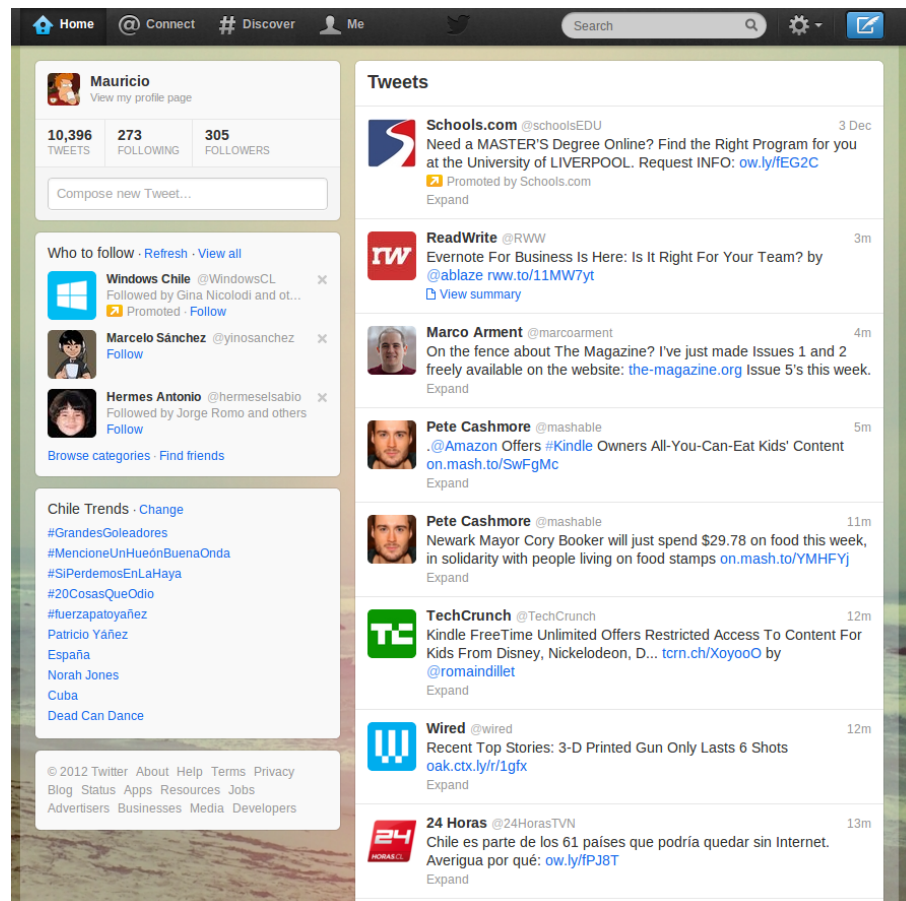 Home Connect Discover Me Search
Mauricio
View my profile page
10,396 273 305
TWEETS FOLLOWING FOLLOWERS
Compose new Tweet...
Who to follow · Refresh · View all
Windows Chile @WindowsCL
Followed by Gina Nicolodi and ot...
Promoted · Follow
Marcelo Sánchez @yinosanchez
Follow
Hermes Antonio @hermeselsabio
Followed by Jorge Romo and others
Follow
Browse categories · Find friends
Chile Trends · Change
#GrandesGoleadores
#MencioneUnHueónBuenaOnda
#SiPerdemosEnLaHaya
#20CosasQueOdio
#fuerzapatoyañez
Patricio Yáñez
España
Norah Jones
Cuba
Dead Can Dance
© 2012 Twitter About Help Terms Privacy
Blog Status Apps Resources Jobs
Advertisers Businesses Media Developers
Tweets
Schools.com @schoolsEDU 3 Dec
Need a MASTER'S Degree Online? Find the Right Program for you
at the University of LIVERPOOL. Request INFO: ow.ly/fEG2C
Promoted by Schools.com
Expand
rw
ReadWrite @RWW 3m
Evernote For Business Is Here: Is It Right For Your Team? by
@ablaze rww.to/11MW7yt
View summary
Marco Arment @marcoarment 4m
On the fence about The Magazine? I've just made Issues 1 and 2
freely available on the website: the-magazine.org Issue 5's this week.
Expand
Pete Cashmore @mashable 5m
.@Amazon Offers #Kindle Owners All-You-Can-Eat Kids' Content
on.mash.to/SwFgMc
Expand
Pete Cashmore @mashable 11m
Newark Mayor Cory Booker will just spend $29.78 on food this week,
in solidarity with people living on food stamps on.mash.to/YMHFYj
Expand
TC
TechCrunch @TechCrunch 12m
Kindle FreeTime Unlimited Offers Restricted Access To Content For
Kids From Disney, Nickelodeon, D... tcrn.ch/XoyooO by
@romaindillet
Expand
Wired @wired 12m
Recent Top Stories: 3-D Printed Gun Only Lasts 6 Shots
oak.ctx.ly/r/1gfx
Expand
24
HORAS.CL
24 Horas @24HorasTVN 13m
Chile es parte de los 61 países que podría quedar sin Internet.
Averigua por qué: ow.ly/fPJ8T
Expand